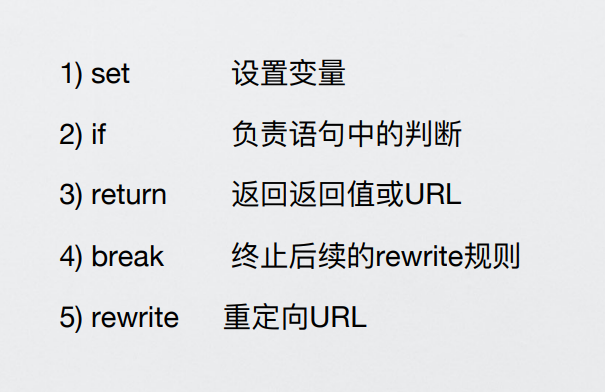 1) set 设置变量
2) if 负责语句中的判断
3) return 返回返回值或URL
4) break 终止后续的rewrite规则
5) rewrite 重定向URL